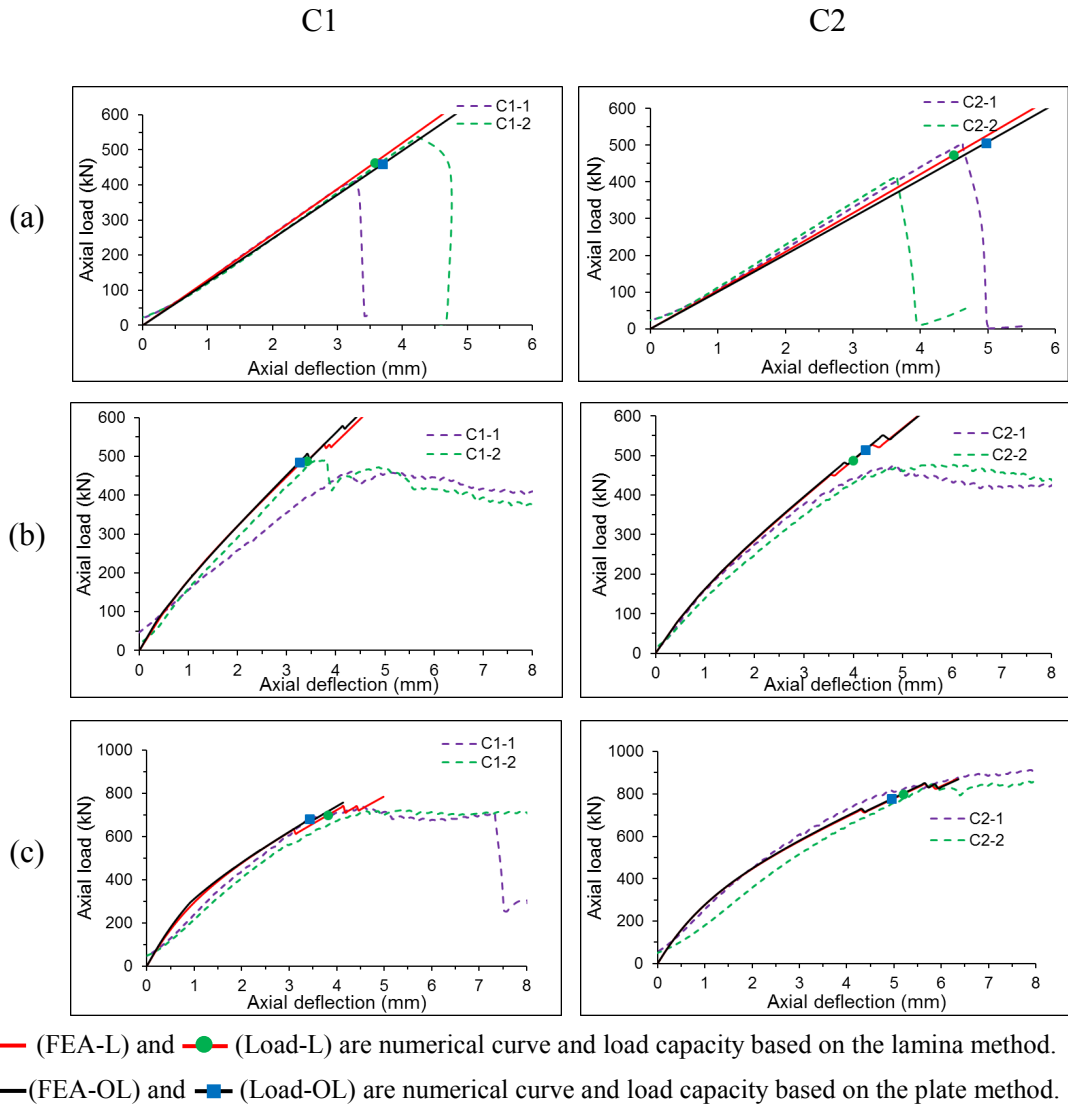 C1 C2
(a)
C1-1
C1-2
600
500
400
300
200
100
0
0 1 2 3 4 5 6
Axial load (kN)
Axial deflection (mm)
C2-1
C2-2
600
500
400
300
200
100
0
0 1 2 3 4 5 6
Axial load (kN)
Axial deflection (mm)
(b)
C1-1
C1-2
600
500
400
300
200
100
0
0 1 2 3 4 5 6 7 8
Axial load (kN)
Axial deflection (mm)
C2-1
C2-2
600
500
400
300
200
100
0
0 1 2 3 4 5 6 7 8
Axial load (kN)
Axial deflection (mm)
(c)
C1-1
C1-2
1000
800
600
400
200
0
0 1 2 3 4 5 6 7 8
Axial load (kN)
Axial deflection (mm)
C2-1
C2-2
1000
800
600
400
200
0
0 1 2 3 4 5 6 7 8
Axial load (kN)
Axial deflection (mm)
(FEA-L) and (Load-L) are numerical curve and load capacity based on the lamina method.
(FEA-OL) and (Load-OL) are numerical curve and load capacity based on the plate method.